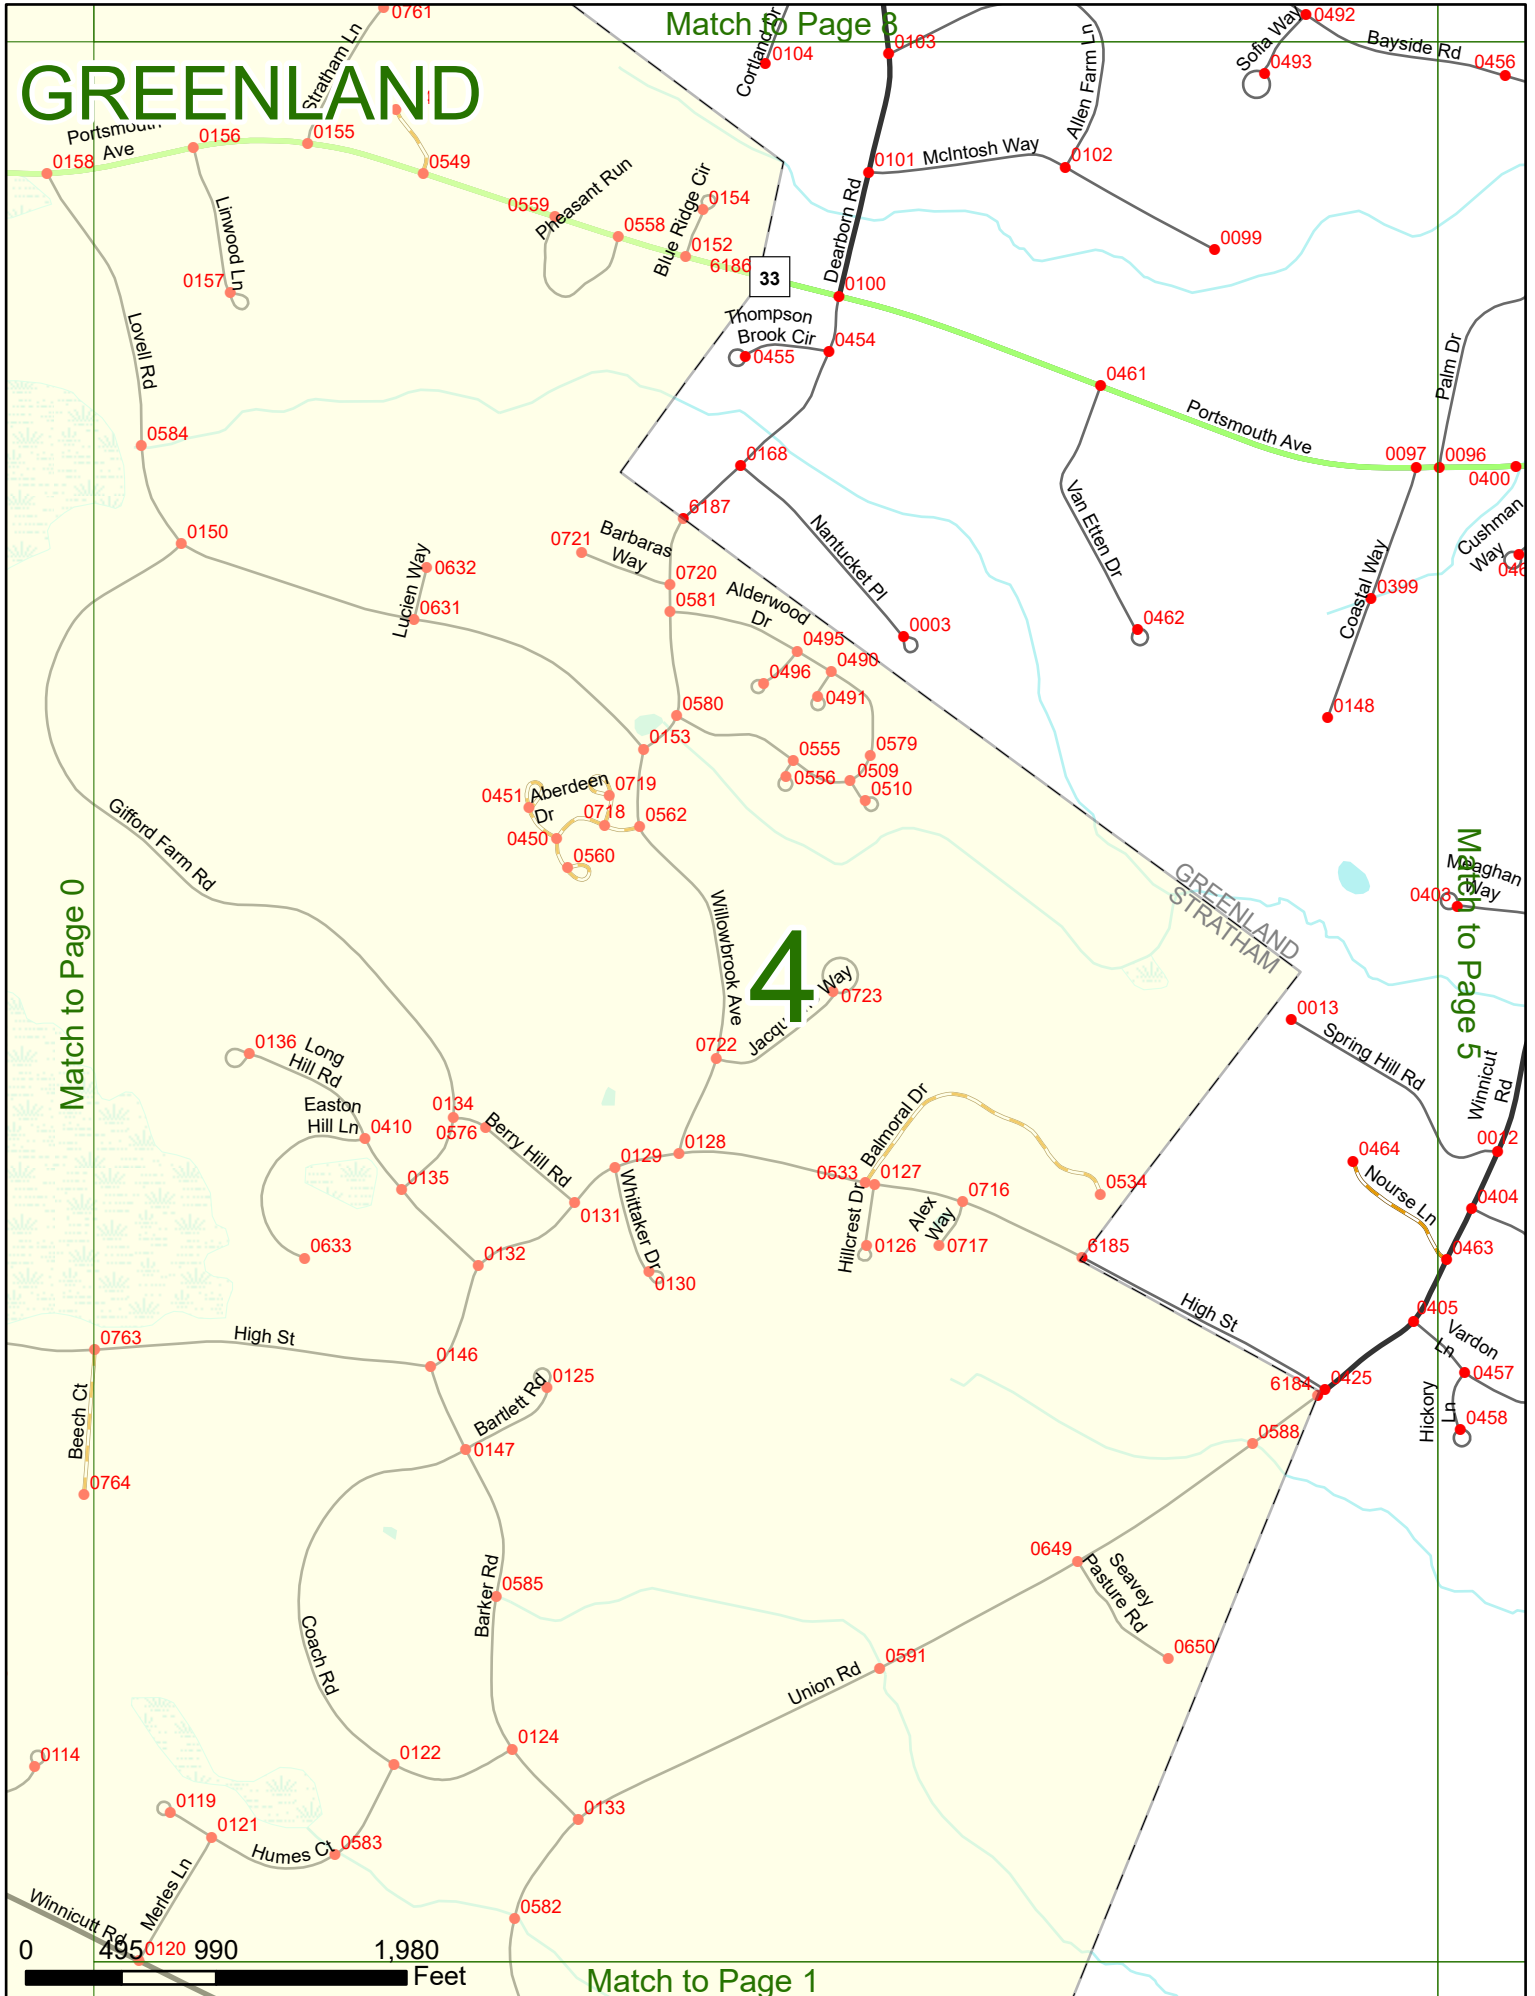 Match to Page 8
GREENLAND
0761
Stratham Ln
Cortland Dr
0104
0103
Allen Farm Ln
Sofia Way
0492
0493
Bayside Rd
0456
Portsmouth
Ave
0158
0156
0155
0549
0101
McIntosh Way
0102
0559
Pheasant Run
0558
Blue Ridge Cir
0154
0152
6186
33
Dearborn Rd
0100
0099
Linwood Ln
0157
Lovell Rd
Thompson
Brook Cir
0454
0455
0461
Palm Dr
Portsmouth Ave
0097
0096
0400
0584
0168
0150
6187
Nantucket Pl
Van Etten Dr
Coastal Way
Cushman
Way
0399
0721
Barbaras
Way
0720
0581
Alderwood
Dr
Lucien Way
0632
0631
0495
0496
0490
0491
0003
0462
0148
0580
0153
0555
0556
0579
0509
0510
0451
Aberdeen
Dr
0719
0718
0450
0562
0560
Gifford Farm Rd
Match to Page 0
Willowbrook Ave
4
GREENLAND
STRATHAM
Meaghan
Way
0403
Match to Page 5
0723
0722
0013
Spring Hill Rd
Winnicut
Rd
0012
0136
Long
Hill Rd
Easton
Hill Ln
0410
0134
0576
Berry Hill Rd
0135
0129
0128
Whittaker Dr
0131
0130
0132
0633
Balmoral Dr
0533
0127
Hillcrest Dr
0126
Alex
Way
0716
0717
0534
6185
0464
Nourse Ln
0404
0463
0405
High St
Vardon
Ln
0457
Hickory
Ln
0458
6184
0425
0588
0763
High St
0146
Beech Ct
0764
Bartlett Rd
0125
0147
Barker Rd
0585
Coach Rd
0649
Seavey
Pasture Rd
0650
0591
Union Rd
0114
0122
0124
0133
0119
0121
Humes Ct
0583
Merles Ln
0582
Winnicutt Rd
0120
0 495 990 1,980
Feet
Match to Page 1